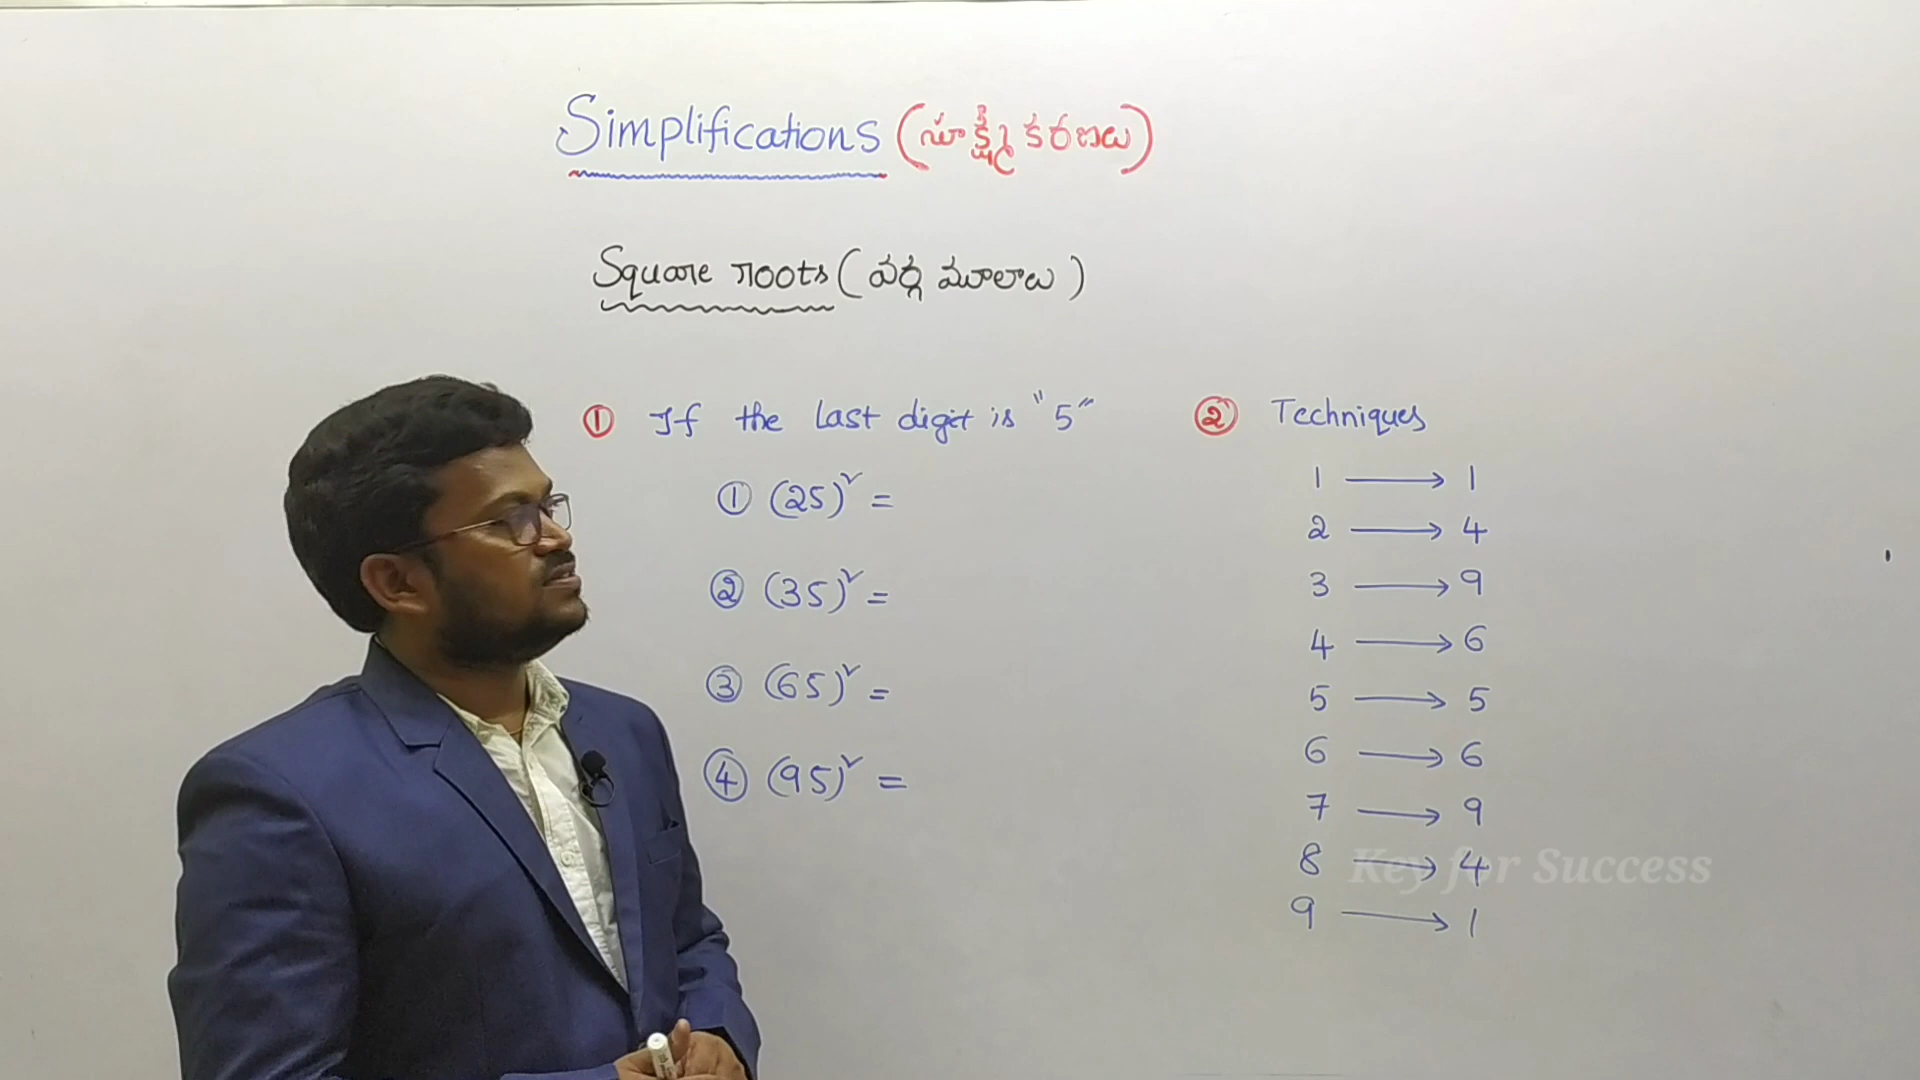 Simplifications (సూక్ష్మీకరణలు)
Square roots (వర్గ మూలాలు)
① If the last digit is "5"
① (25)² =
② (35)² =
③ (65)² =
④ (95)² =
② Techniques
1 → 1
2 → 4
3 → 9
4 → 6
5 → 5
6 → 6
7 → 9
8 → 4
9 → 1
Key for Success